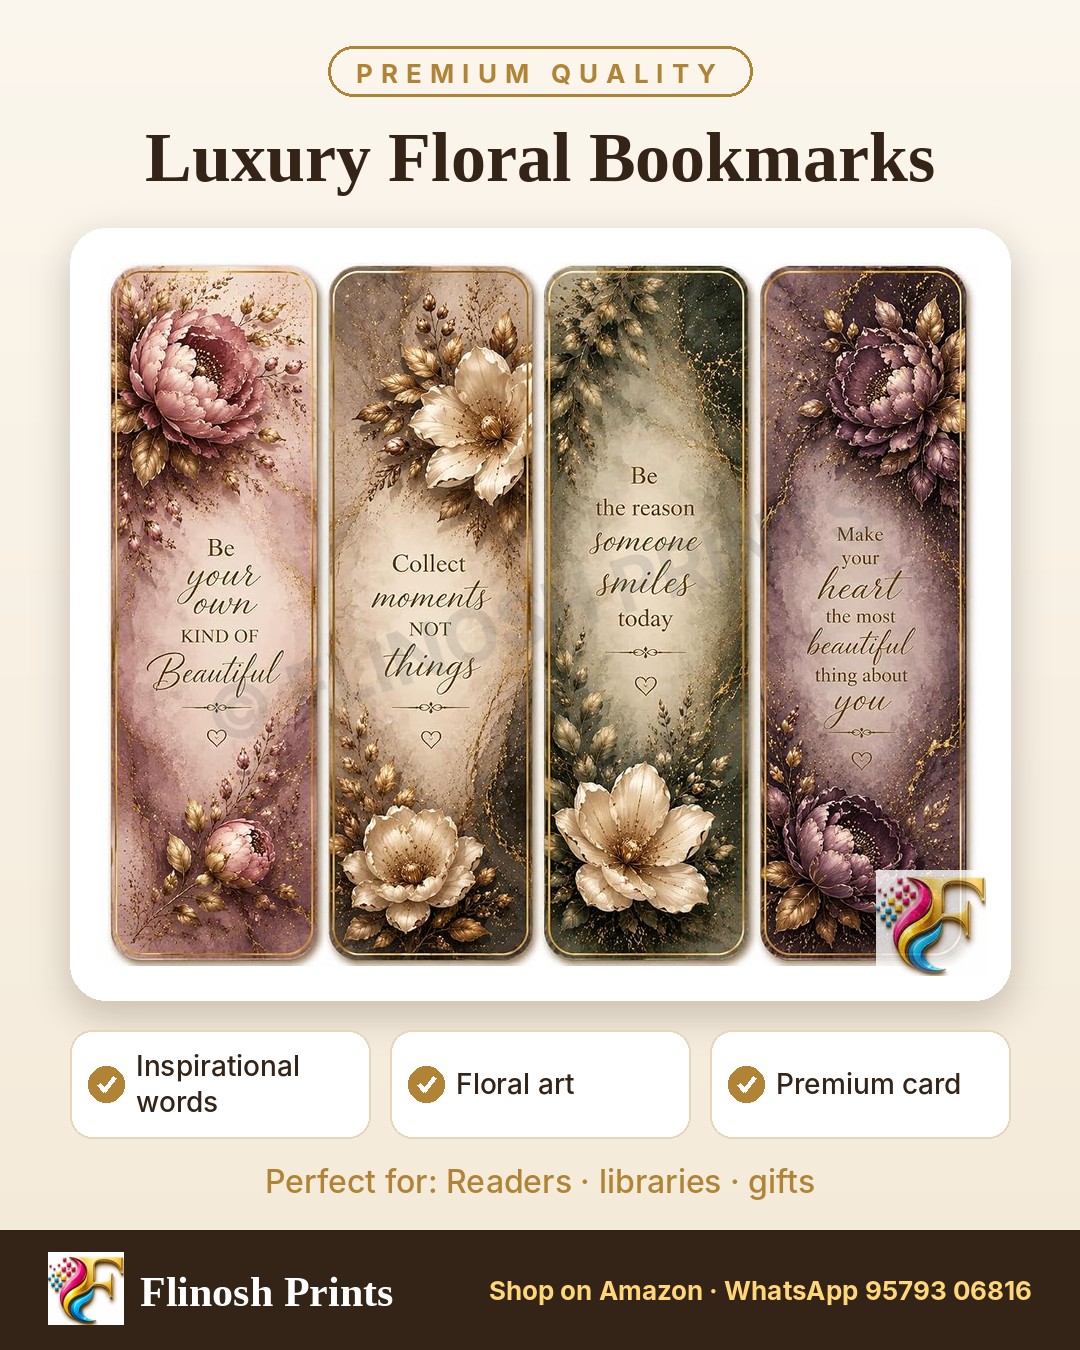 PREMIUM QUALITY
Luxury Floral Bookmarks
Be
your
own
KIND OF
Beautiful
Collect
moments
NOT
things
Be
the reason
someone
smiles
today
Make
your
heart
the most
beautiful
thing about
you
© FLINOSH PRINTS
Inspirational
words
Floral art
Premium card
Perfect for: Readers · libraries · gifts
Flinosh Prints
Shop on Amazon · WhatsApp 95793 06816